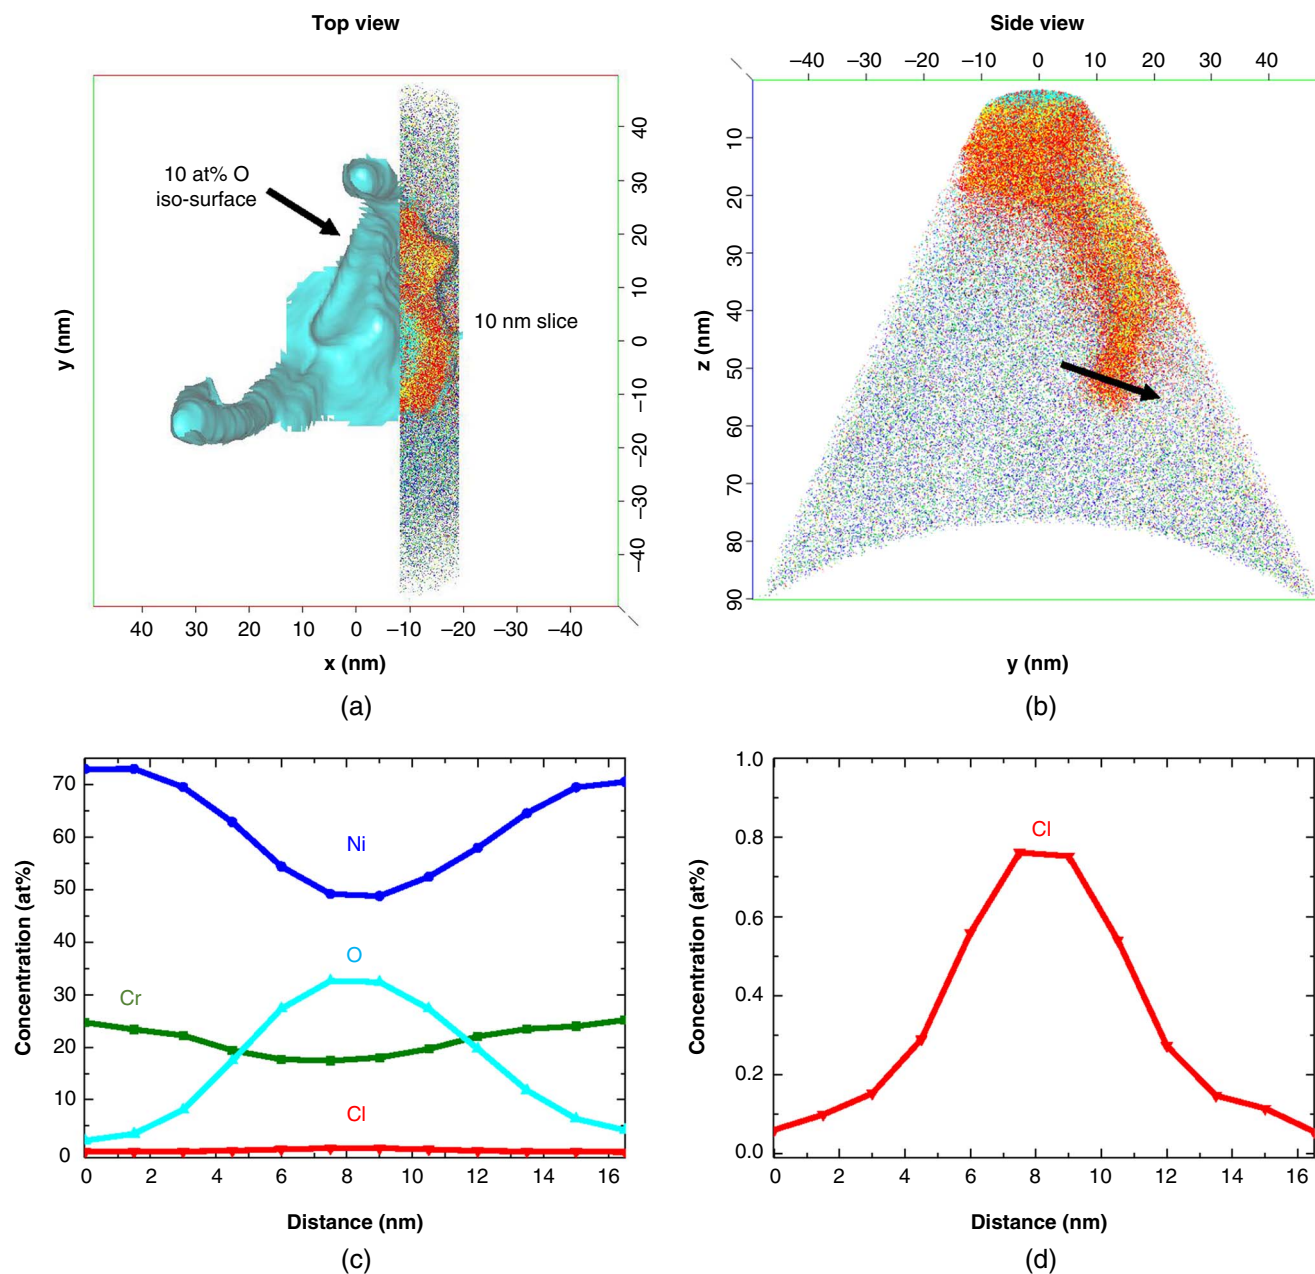 Top view
10 at% O
iso-surface
10 nm slice
y (nm)
40
30
20
10
0
−10
−20
−30
−40
40 30 20 10 0 −10 −20 −30 −40
x (nm)
(a)
Side view
−40 −30 −20 −10 0 10 20 30 40
z (nm)
10
20
30
40
50
60
70
80
90
y (nm)
(b)
Concentration (at%)
70
60
50
40
30
20
10
0
Ni
O
Cr
Cl
0 2 4 6 8 10 12 14 16
Distance (nm)
(c)
Concentration (at%)
1.0
0.8
0.6
0.4
0.2
0.0
Cl
0 2 4 6 8 10 12 14 16
Distance (nm)
(d)